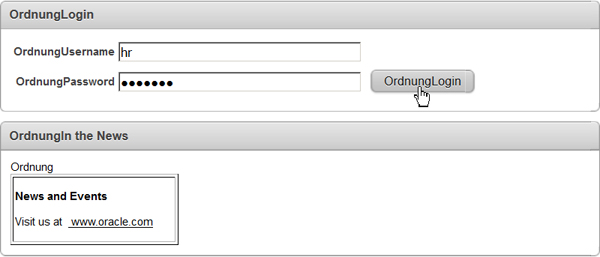 OrdnungLogin
OrdnungUsername hr
OrdnungPassword ●●●●●●● OrdnungLogin
OrdnungIn the News
Ordnung
News and Events
Visit us at www.oracle.com